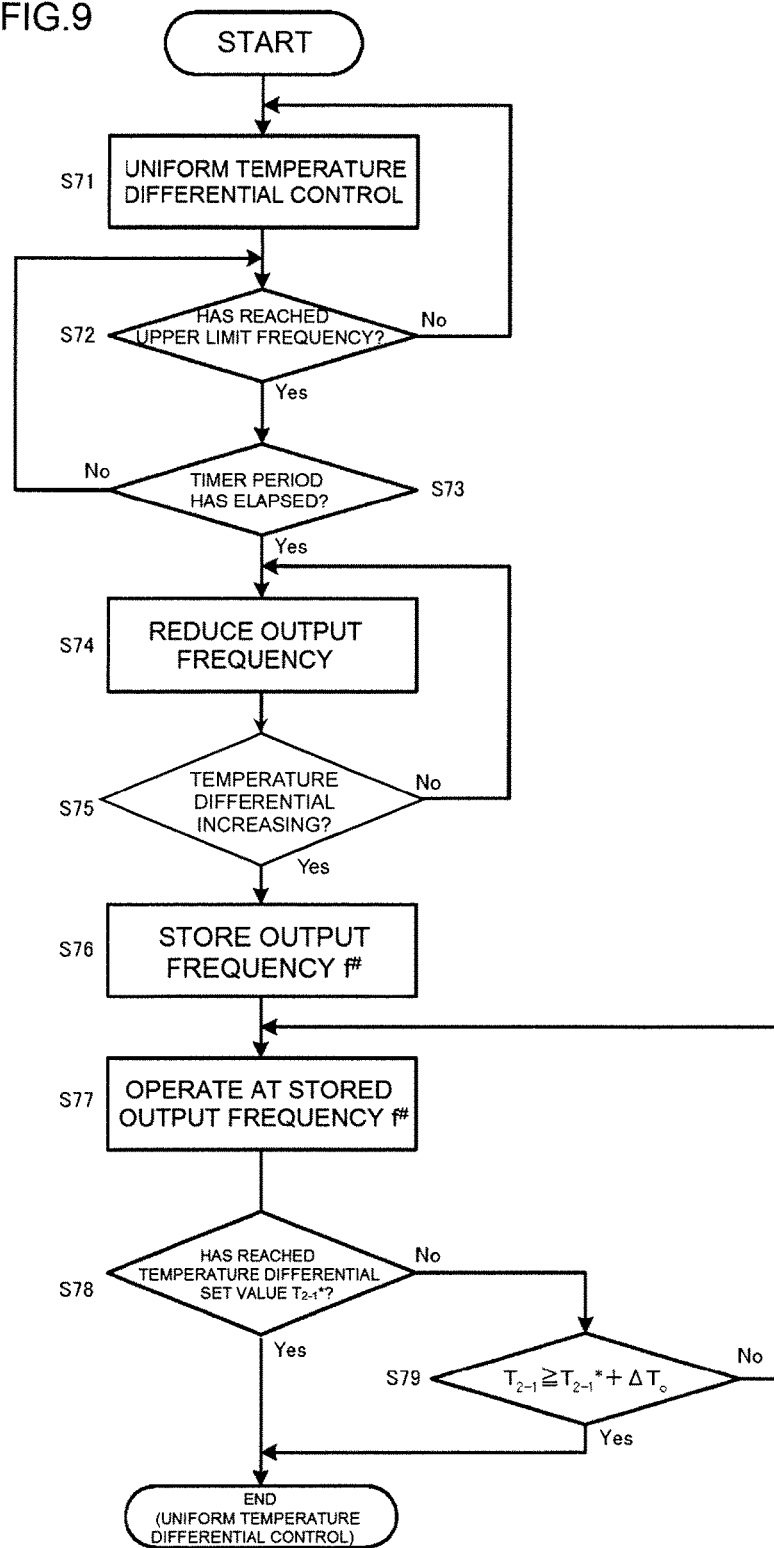 FIG.9
START
S71
UNIFORM TEMPERATURE
DIFFERENTIAL CONTROL
S72
HAS REACHED
UPPER LIMIT FREQUENCY?
No
Yes
No
TIMER PERIOD
HAS ELAPSED?
S73
Yes
S74
REDUCE OUTPUT
FREQUENCY
S75
TEMPERATURE
DIFFERENTIAL
INCREASING?
No
Yes
S76
STORE OUTPUT
FREQUENCY f#
S77
OPERATE AT STORED
OUTPUT FREQUENCY f#
S78
HAS REACHED
TEMPERATURE DIFFERENTIAL
SET VALUE T2-1*?
No
Yes
S79
T2-1≧T2-1*+ΔTo
No
Yes
END
(UNIFORM TEMPERATURE
DIFFERENTIAL CONTROL)